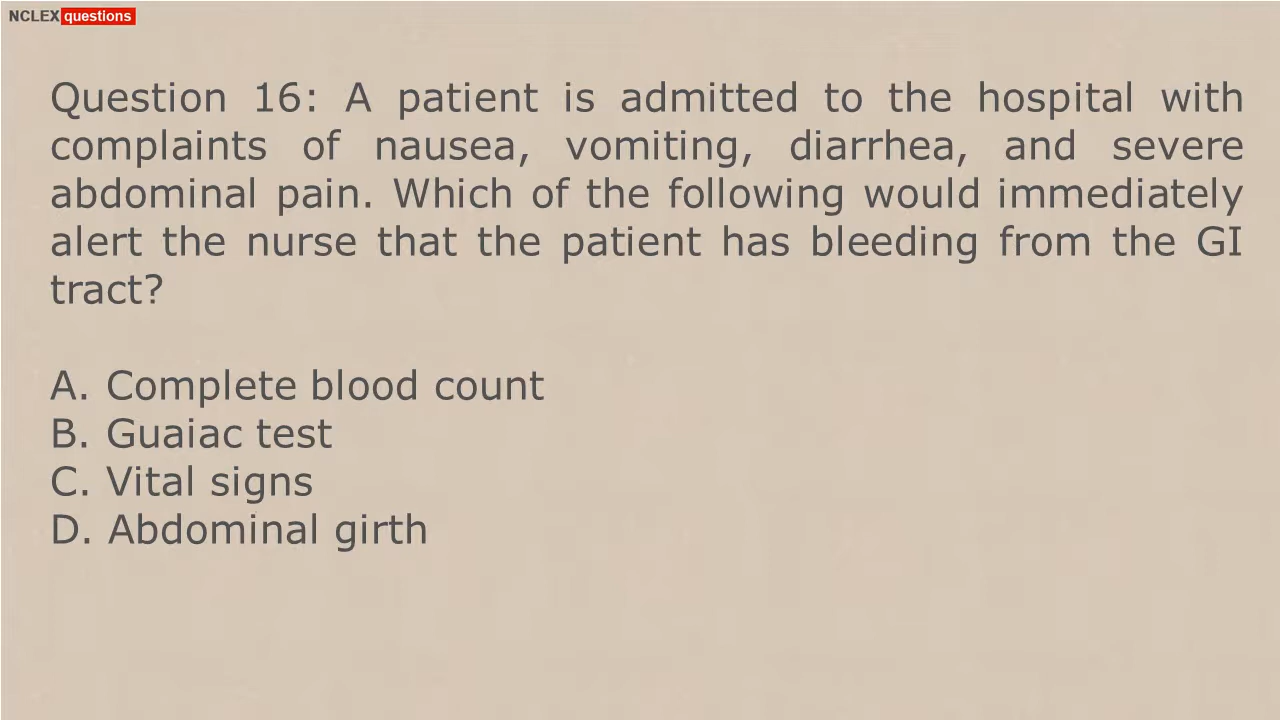 NCLEX questions
Question 16: A patient is admitted to the hospital with
complaints of nausea, vomiting, diarrhea, and severe
abdominal pain. Which of the following would immediately
alert the nurse that the patient has bleeding from the GI
tract?
A. Complete blood count
B. Guaiac test
C. Vital signs
D. Abdominal girth